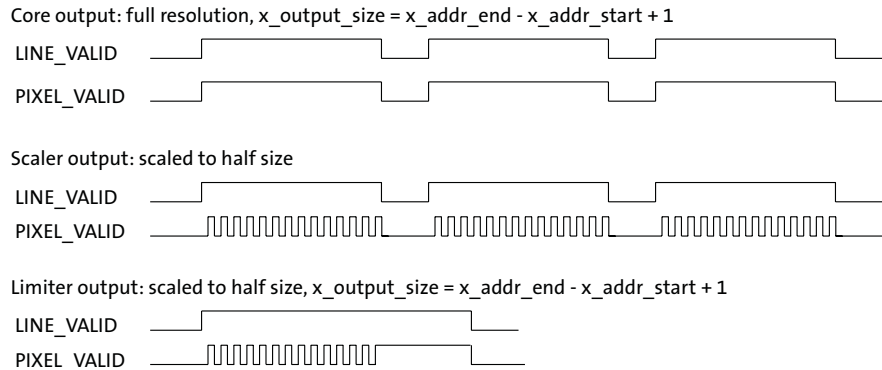 Core output: full resolution, x_output_size = x_addr_end - x_addr_start + 1
LINE_VALID
PIXEL_VALID
Scaler output: scaled to half size
LINE_VALID
PIXEL_VALID
Limiter output: scaled to half size, x_output_size = x_addr_end - x_addr_start + 1
LINE_VALID
PIXEL_VALID